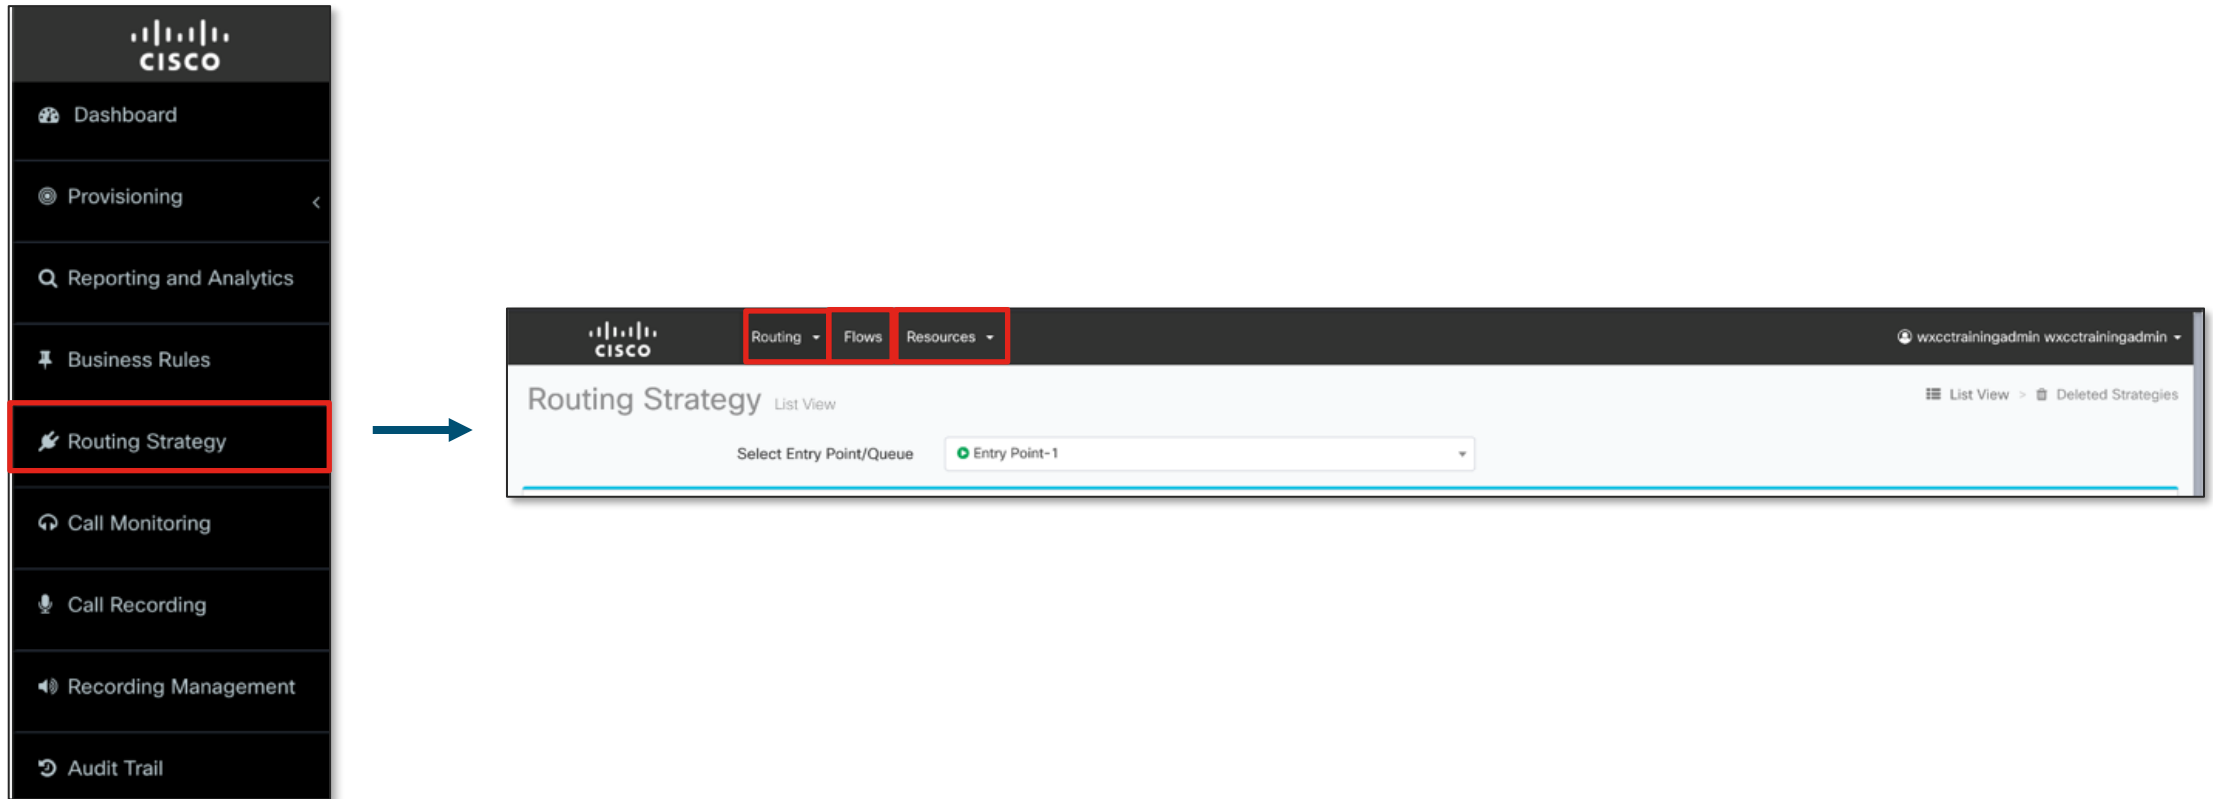 CISCO
Dashboard
Provisioning
Reporting and Analytics
Business Rules
Routing Strategy
Call Monitoring
Call Recording
Recording Management
Audit Trail
CISCO Routing Flows Resources wxcctrainingadmin wxcctrainingadmin
Routing Strategy List View List View > Deleted Strategies
Select Entry Point/Queue Entry Point-1